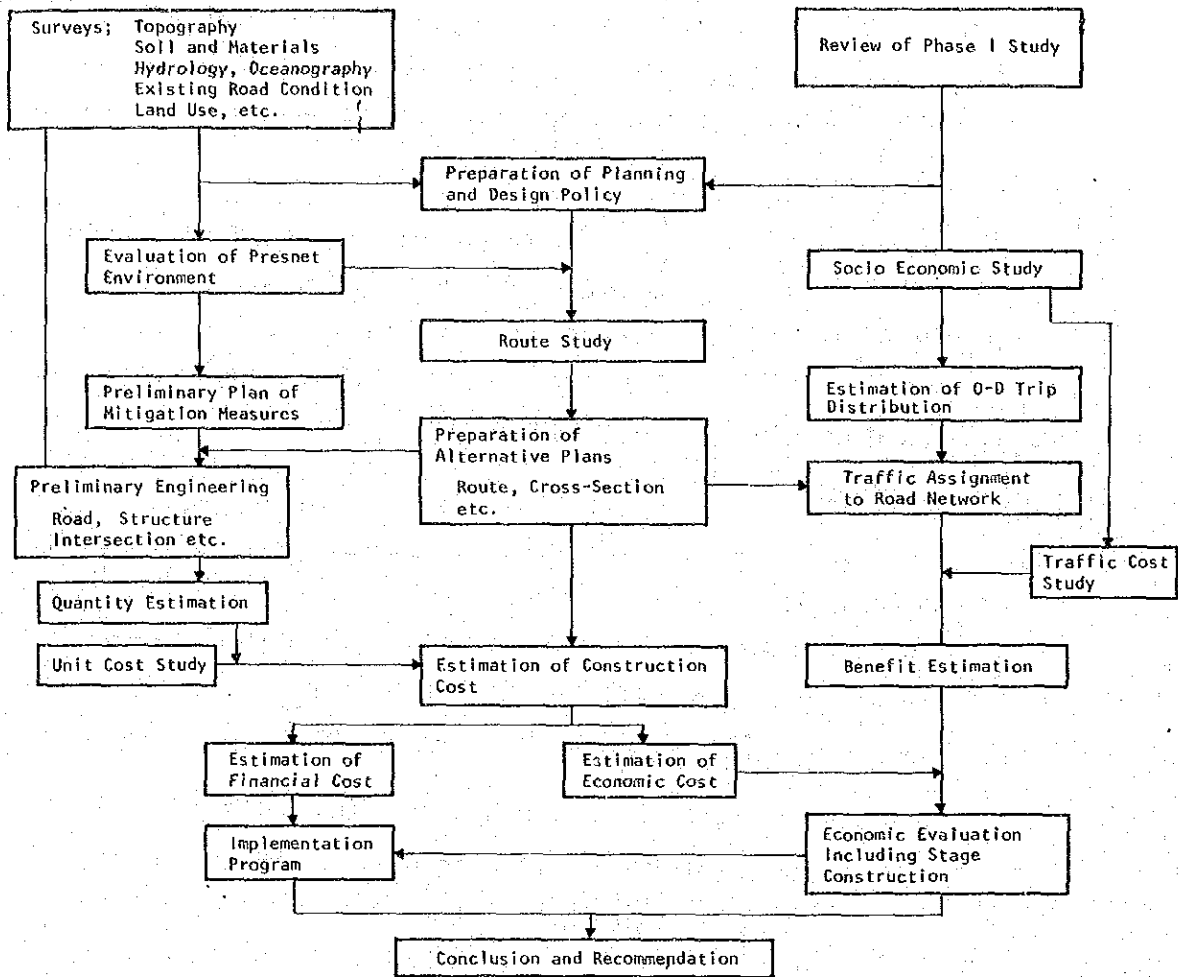 Surveys; Topography
Soil and Materials
Hydrology, Oceanography
Existing Road Condition
Land Use, etc.
Review of Phase I Study
Preparation of Planning
and Design Policy
Evaluation of Presnet
Environment
Socio Economic Study
Route Study
Preliminary Plan of
Mitigation Measures
Estimation of O-D Trip
Distribution
Preparation of
Alternative Plans
Route, Cross-Section
etc.
Traffic Assignment
to Road Network
Preliminary Engineering
Road, Structure
Intersection etc.
Traffic Cost
Study
Quantity Estimation
Unit Cost Study
Estimation of Construction
Cost
Benefit Estimation
Estimation of
Financial Cost
Estimation of
Economic Cost
Implementation
Program
Economic Evaluation
Including Stage
Construction
Conclusion and Recommendation